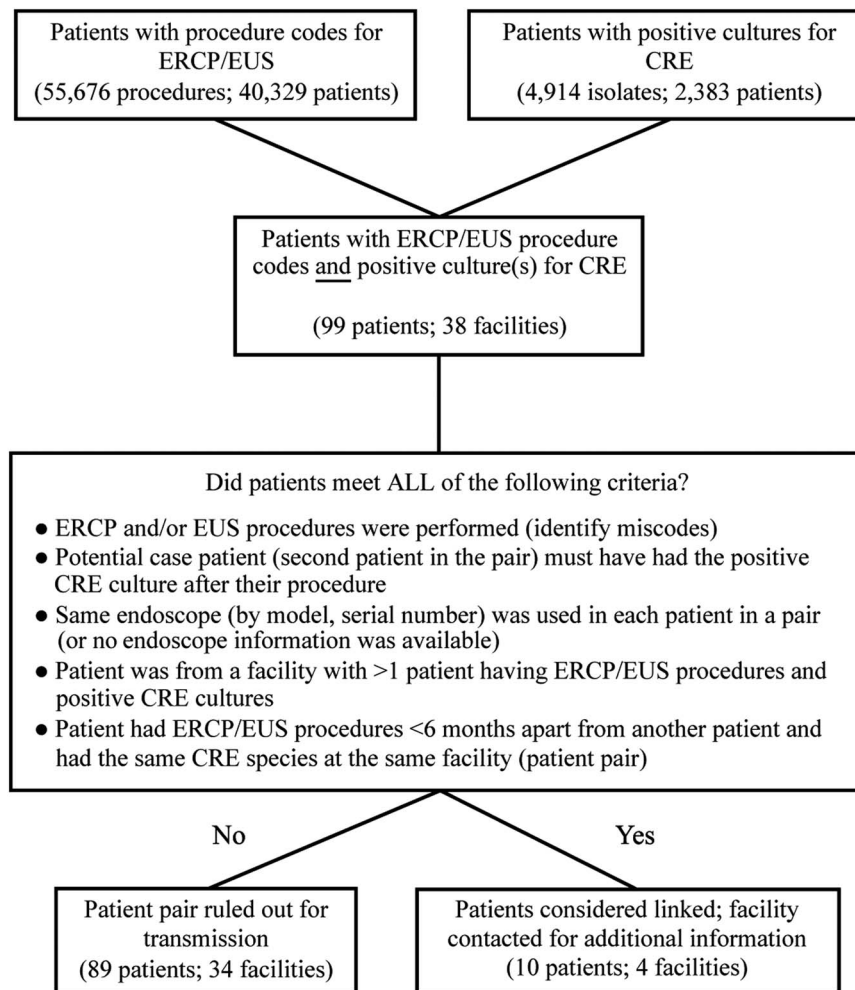 Patients with procedure codes for
ERCP/EUS
(55,676 procedures; 40,329 patients)
Patients with positive cultures for
CRE
(4,914 isolates; 2,383 patients)
Patients with ERCP/EUS procedure
codes and positive culture(s) for CRE
(99 patients; 38 facilities)
Did patients meet ALL of the following criteria?
● ERCP and/or EUS procedures were performed (identify miscodes)
● Potential case patient (second patient in the pair) must have had the positive
CRE culture after their procedure
● Same endoscope (by model, serial number) was used in each patient in a pair
(or no endoscope information was available)
● Patient was from a facility with >1 patient having ERCP/EUS procedures and
positive CRE cultures
● Patient had ERCP/EUS procedures <6 months apart from another patient and
had the same CRE species at the same facility (patient pair)
No
Yes
Patient pair ruled out for
transmission
(89 patients; 34 facilities)
Patients considered linked; facility
contacted for additional information
(10 patients; 4 facilities)